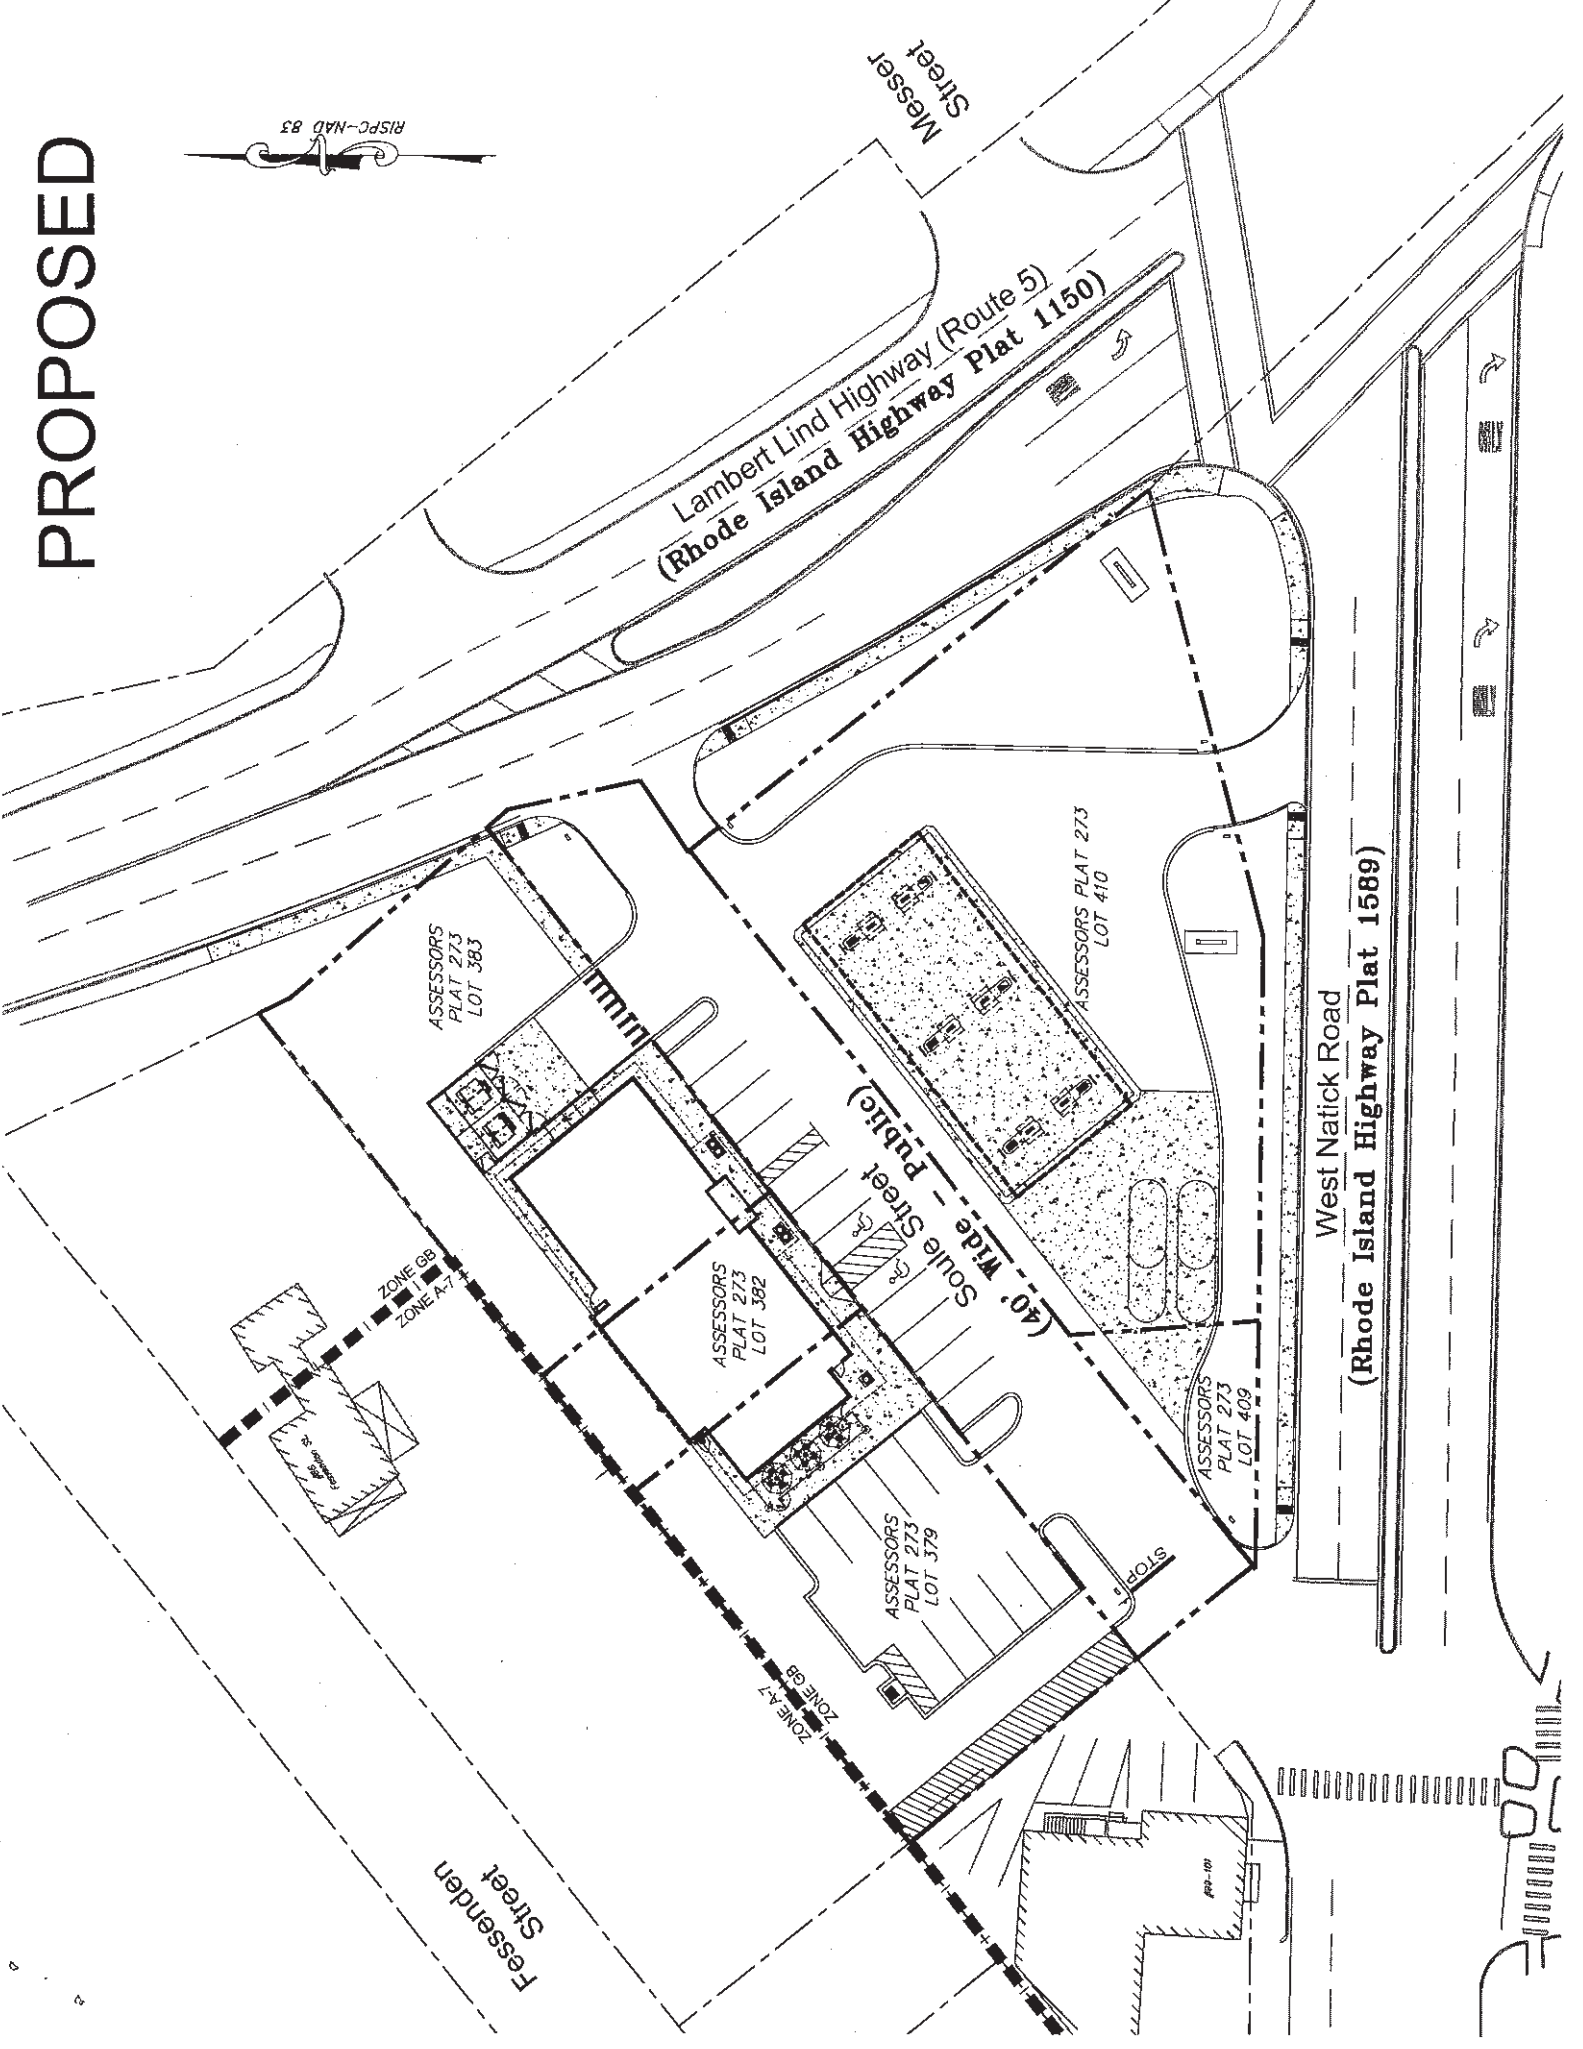 PROPOSED
RISPC-NAD 83
Messer
Street
Lambert Lind Highway (Route 5)
(Rhode Island Highway Plat 1150)
ASSESSORS
PLAT 273
LOT 383
ASSESSORS PLAT 273
LOT 410
ZONE GB
ZONE A-7
ASSESSORS
PLAT 273
LOT 382
Soule Street
(40' Wide - Public)
West Natick Road
(Rhode Island Highway Plat 1589)
ASSESSORS
PLAT 273
LOT 409
ASSESSORS
PLAT 273
LOT 379
STOP
ZONE A-7
ZONE GB
Fessenden
Street
ONLY